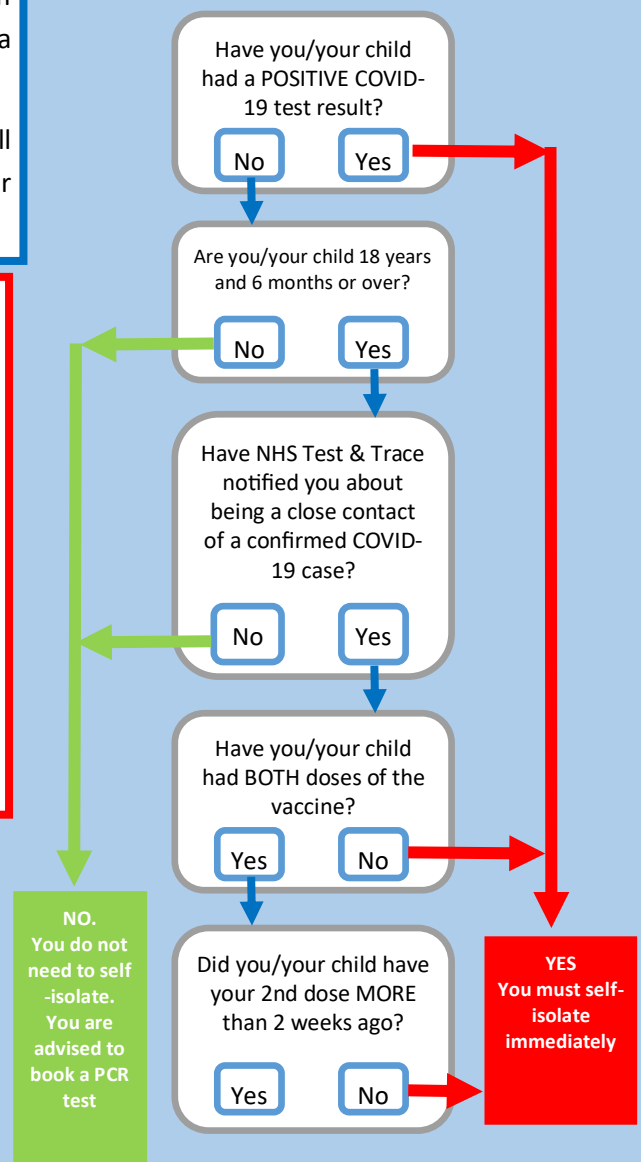 a
ll
r
Have you/your child
had a POSITIVE COVID-
19 test result?
No
Yes
Are you/your child 18 years
and 6 months or over?
No
Yes
Have NHS Test & Trace
notified you about
being a close contact
of a confirmed COVID-
19 case?
No
Yes
Have you/your child
had BOTH doses of the
vaccine?
Yes
No
Did you/your child have
your 2nd dose MORE
than 2 weeks ago?
Yes
No
NO.
You do not
need to self
-isolate.
You are
advised to
book a PCR
test
YES
You must self-
isolate
immediately